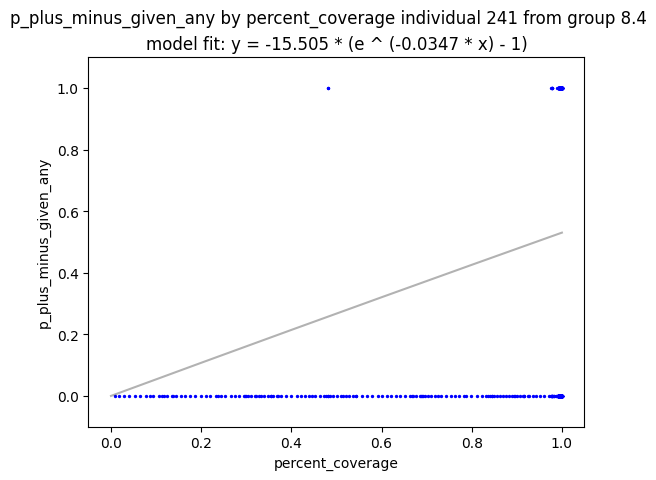 p_plus_minus_given_any by percent_coverage individual 241 from group 8.4
model fit: y = -15.505 * (e ^ (-0.0347 * x) - 1)
1.0
0.8
0.6
0.4
0.2
0.0
p_plus_minus_given_any
0.0 0.2 0.4 0.6 0.8 1.0
percent_coverage